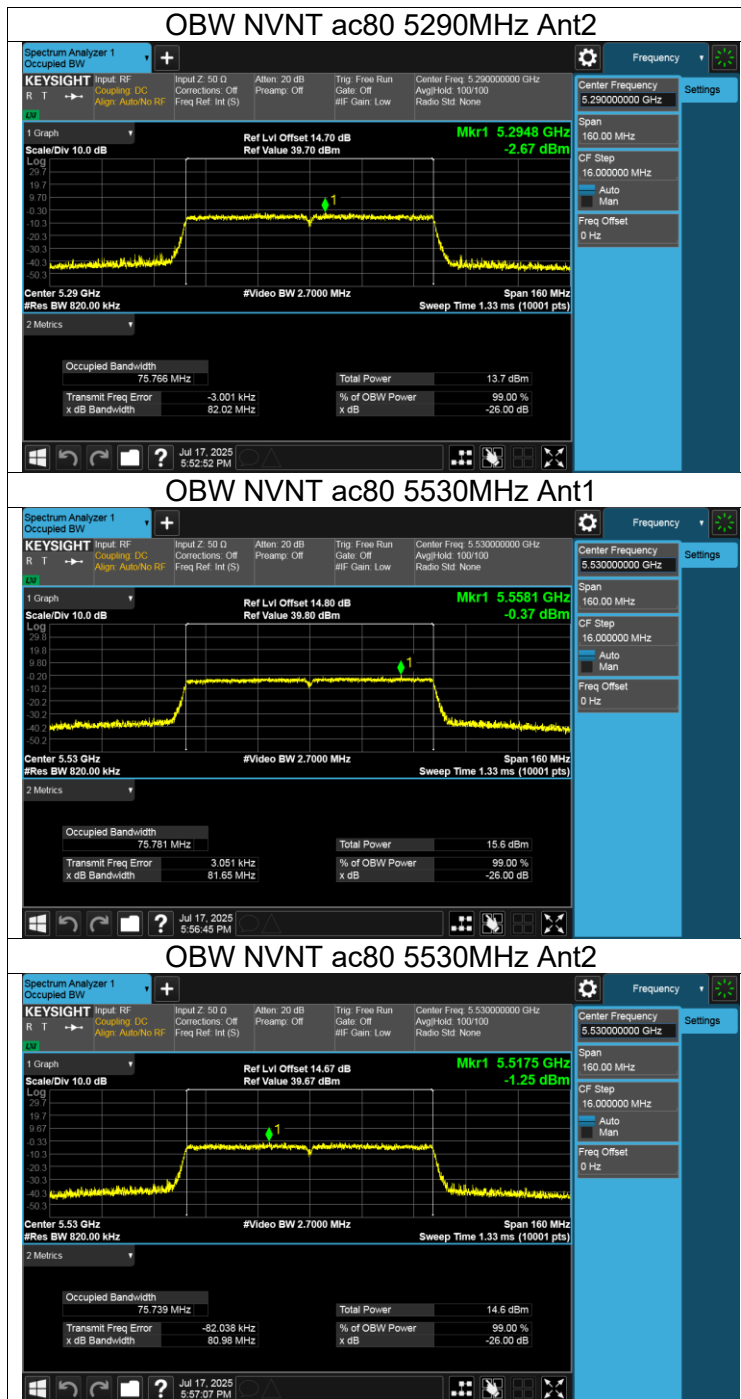 OBW NVNT ac80 5290MHz Ant2
Spectrum Analyzer 1
Occupied BW
Frequency
KEYSIGHT Input: RF Input Z: 50 Ω Atten: 20 dB Trig: Free Run Center Freq: 5.290000000 GHz
R T Coupling: DC Corrections: Off Preamp: Off Gate: Off Avg|Hold: 100/100
Align: Auto/No RF Freq Ref: Int (S) #IF Gain: Low Radio Std: None
LXI
Center Frequency
5.290000000 GHz
Settings
Span
160.00 MHz
CF Step
16.000000 MHz
Auto
Man
Freq Offset
0 Hz
1 Graph
Ref Lvl Offset 14.70 dB Mkr1 5.2948 GHz
Scale/Div 10.0 dB Ref Value 39.70 dBm -2.67 dBm
Log
29.7
19.7
9.70
-0.30
-10.3
-20.3
-30.3
-40.3
-50.3
1
Center 5.29 GHz #Video BW 2.7000 MHz Span 160 MHz
#Res BW 820.00 kHz Sweep Time 1.33 ms (10001 pts)
2 Metrics
Occupied Bandwidth
75.766 MHz Total Power 13.7 dBm
Transmit Freq Error -3.001 kHz % of OBW Power 99.00 %
x dB Bandwidth 82.02 MHz x dB -26.00 dB
Jul 17, 2025
5:52:52 PM
OBW NVNT ac80 5530MHz Ant1
Spectrum Analyzer 1
Occupied BW
Frequency
KEYSIGHT Input: RF Input Z: 50 Ω Atten: 20 dB Trig: Free Run Center Freq: 5.530000000 GHz
R T Coupling: DC Corrections: Off Preamp: Off Gate: Off Avg|Hold: 100/100
Align: Auto/No RF Freq Ref: Int (S) #IF Gain: Low Radio Std: None
LXI
Center Frequency
5.530000000 GHz
Settings
Span
160.00 MHz
CF Step
16.000000 MHz
Auto
Man
Freq Offset
0 Hz
1 Graph
Ref Lvl Offset 14.80 dB Mkr1 5.5581 GHz
Scale/Div 10.0 dB Ref Value 39.80 dBm -0.37 dBm
Log
29.8
19.8
9.80
-0.20
-10.2
-20.2
-30.2
-40.2
-50.2
1
Center 5.53 GHz #Video BW 2.7000 MHz Span 160 MHz
#Res BW 820.00 kHz Sweep Time 1.33 ms (10001 pts)
2 Metrics
Occupied Bandwidth
75.781 MHz Total Power 15.6 dBm
Transmit Freq Error 3.051 kHz % of OBW Power 99.00 %
x dB Bandwidth 81.65 MHz x dB -26.00 dB
Jul 17, 2025
5:56:45 PM
OBW NVNT ac80 5530MHz Ant2
Spectrum Analyzer 1
Occupied BW
Frequency
KEYSIGHT Input: RF Input Z: 50 Ω Atten: 20 dB Trig: Free Run Center Freq: 5.530000000 GHz
R T Coupling: DC Corrections: Off Preamp: Off Gate: Off Avg|Hold: 100/100
Align: Auto/No RF Freq Ref: Int (S) #IF Gain: Low Radio Std: None
LXI
Center Frequency
5.530000000 GHz
Settings
Span
160.00 MHz
CF Step
16.000000 MHz
Auto
Man
Freq Offset
0 Hz
1 Graph
Ref Lvl Offset 14.67 dB Mkr1 5.5175 GHz
Scale/Div 10.0 dB Ref Value 39.67 dBm -1.25 dBm
Log
29.7
19.7
9.67
-0.33
-10.3
-20.3
-30.3
-40.3
-50.3
1
Center 5.53 GHz #Video BW 2.7000 MHz Span 160 MHz
#Res BW 820.00 kHz Sweep Time 1.33 ms (10001 pts)
2 Metrics
Occupied Bandwidth
75.739 MHz Total Power 14.6 dBm
Transmit Freq Error -82.038 kHz % of OBW Power 99.00 %
x dB Bandwidth 80.98 MHz x dB -26.00 dB
Jul 17, 2025
5:57:07 PM